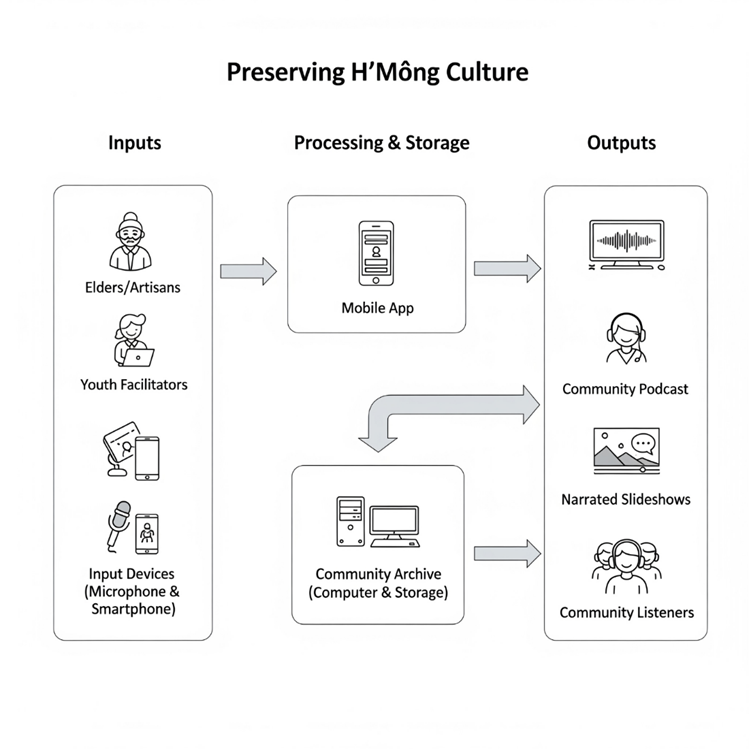 Preserving H'Mông Culture
Inputs
Processing & Storage
Outputs
Elders/Artisans
Youth Facilitators
Input Devices
(Microphone &
Smartphone)
Mobile App
Community Archive
(Computer & Storage)
Community Podcast
Narrated Slideshows
Community Listeners